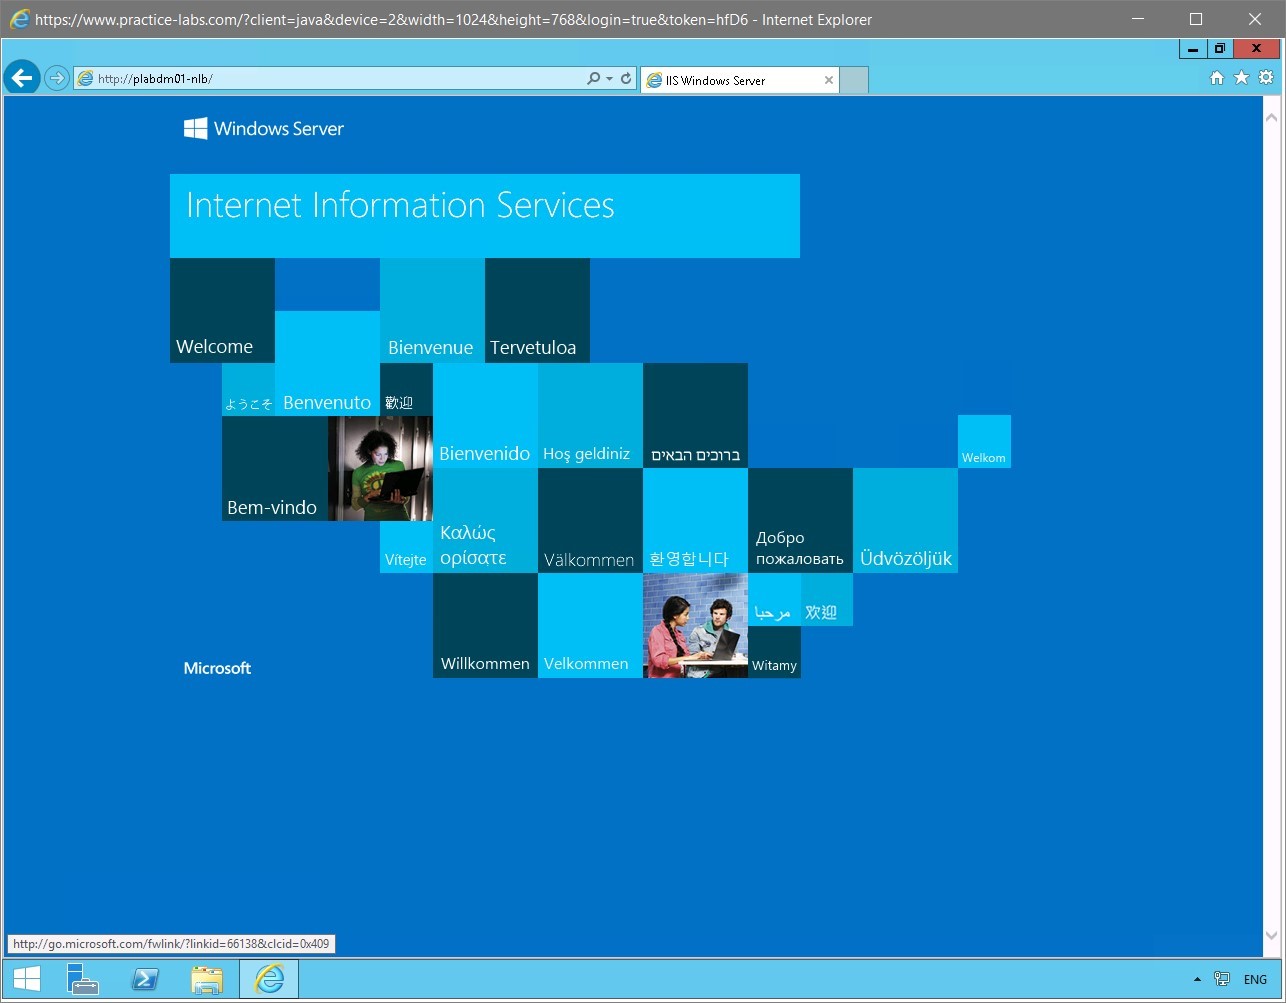 https://www.practice-labs.com/?client=java&device=2&width=1024&height=768&login=true&token=hfD6 - Internet Explorer
http://plabdm01-nlb/
IIS Windows Server
Windows Server
Internet Information Services
Welcome
Bienvenue
Tervetuloa
ようこそ
Benvenuto
歡迎
Bienvenido
Hoş geldiniz
ברוכים הבאים
Welkom
Bem-vindo
Vítejte
Καλώς
ορίσατε
Välkommen
환영합니다
Добро
пожаловать
Üdvözöljük
Microsoft
Willkommen
Velkommen
مرحبا
欢迎
Witamy
http://go.microsoft.com/fwlink/?linkid=66138&clcid=0x409
ENG